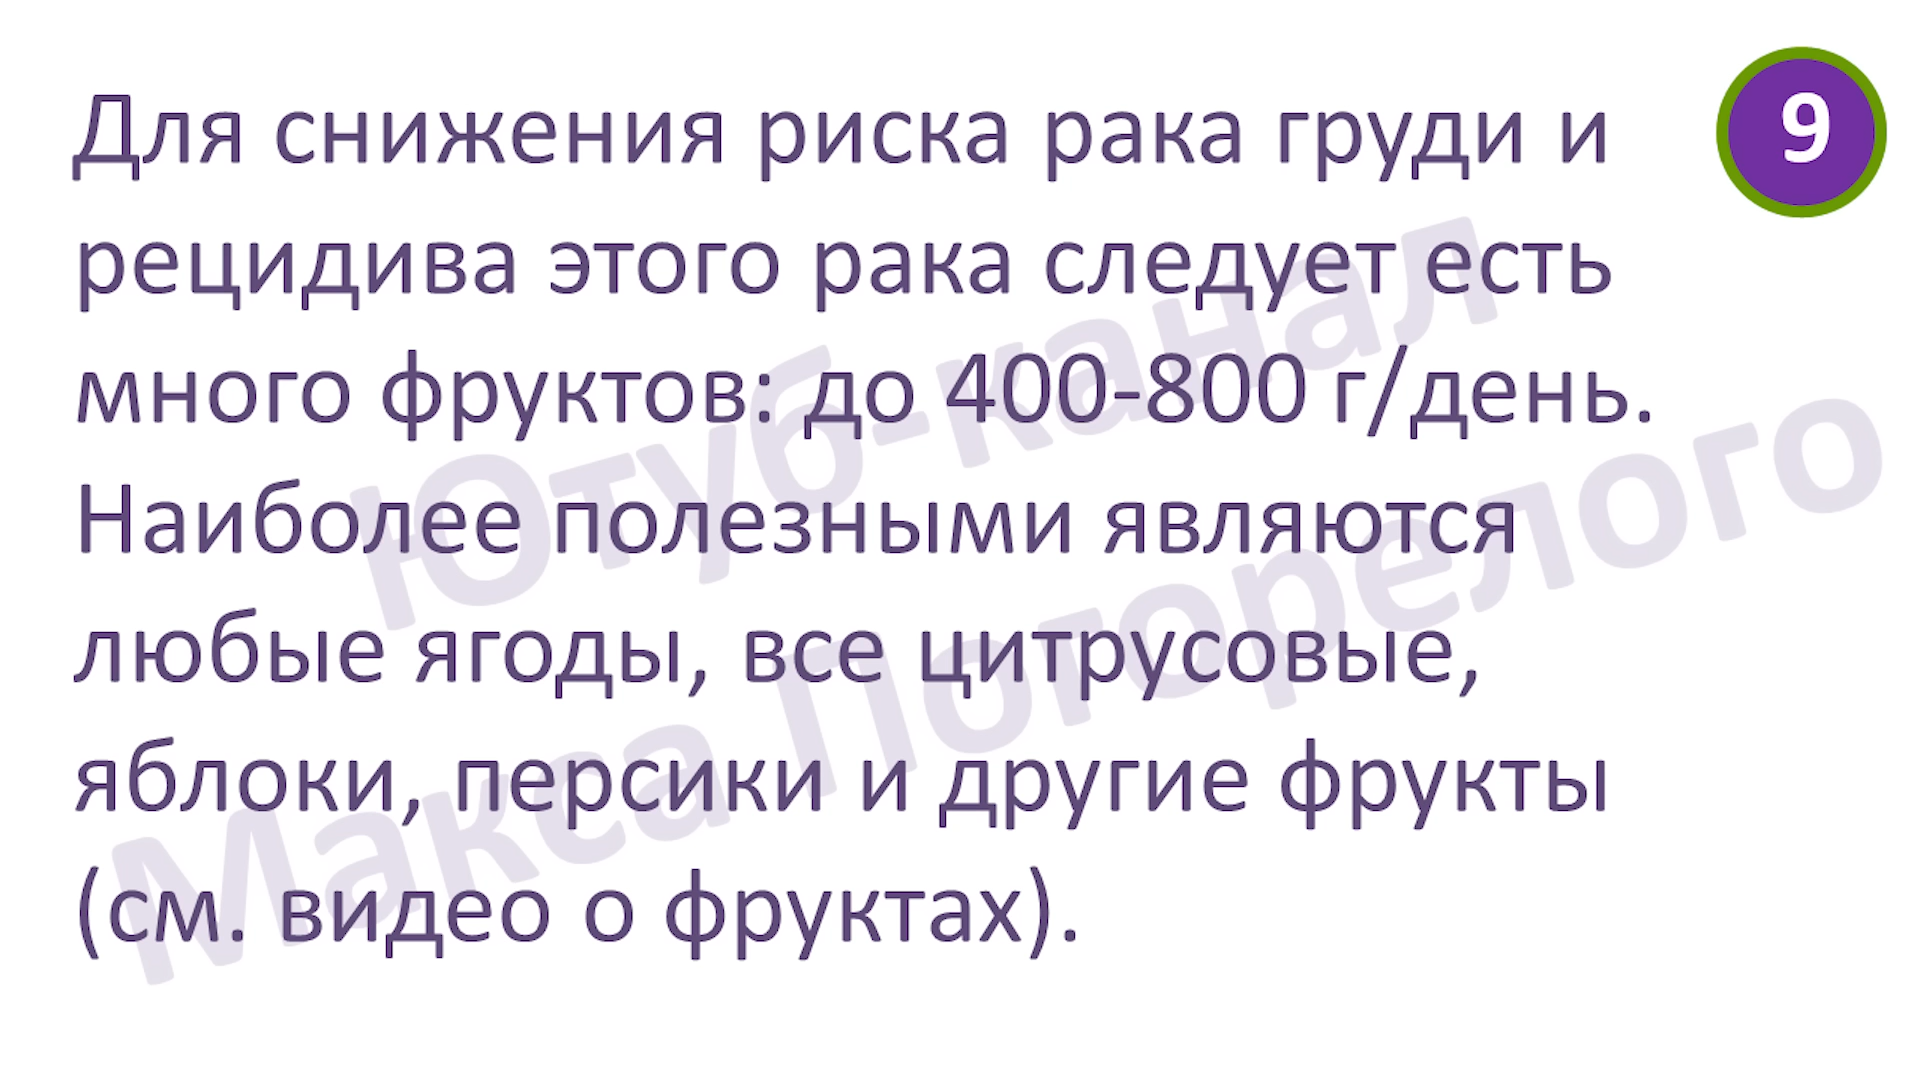 Для снижения риска рака груди и
рецидива этого рака следует есть
много фруктов: до 400-800 г/день.
Наиболее полезными являются
любые ягоды, все цитрусовые,
яблоки, персики и другие фрукты
(см. видео о фруктах).
9
Ютуб-канал
Макса Погорелого